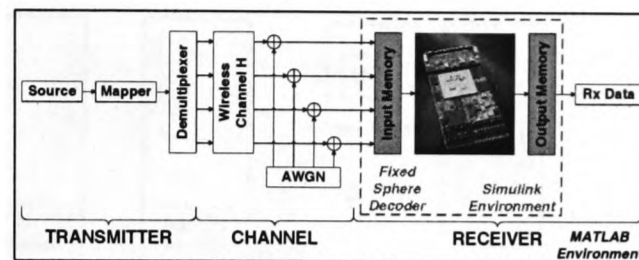 Source
Mapper
Demultiplexer
Wireless
Channel H
AWGN
Input Memory
Output Memory
Rx Data
Fixed
Sphere
Decoder
Simulink
Environment
TRANSMITTER
CHANNEL
RECEIVER
MATLAB
Environment